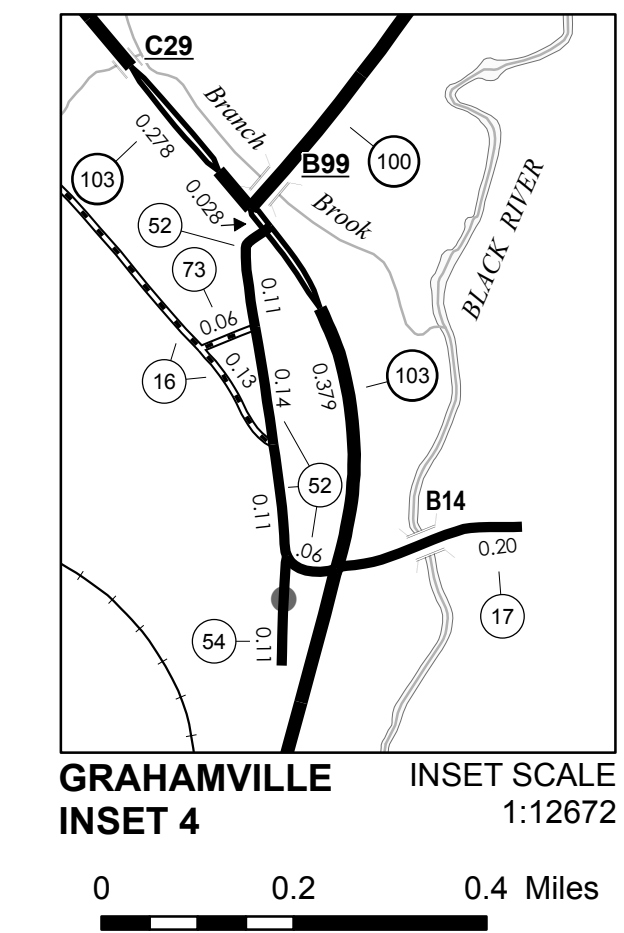 C29
Branch
0.278
100
B99
103
0.028
Brook
52
BLACK RIVER
73
0.11
0.06
16
0.13
0.14
0.379
103
52
B14
0.11
.06
0.20
17
54
0.11
GRAHAMVILLE
INSET 4
INSET SCALE
1:12672
0 0.2 0.4 Miles